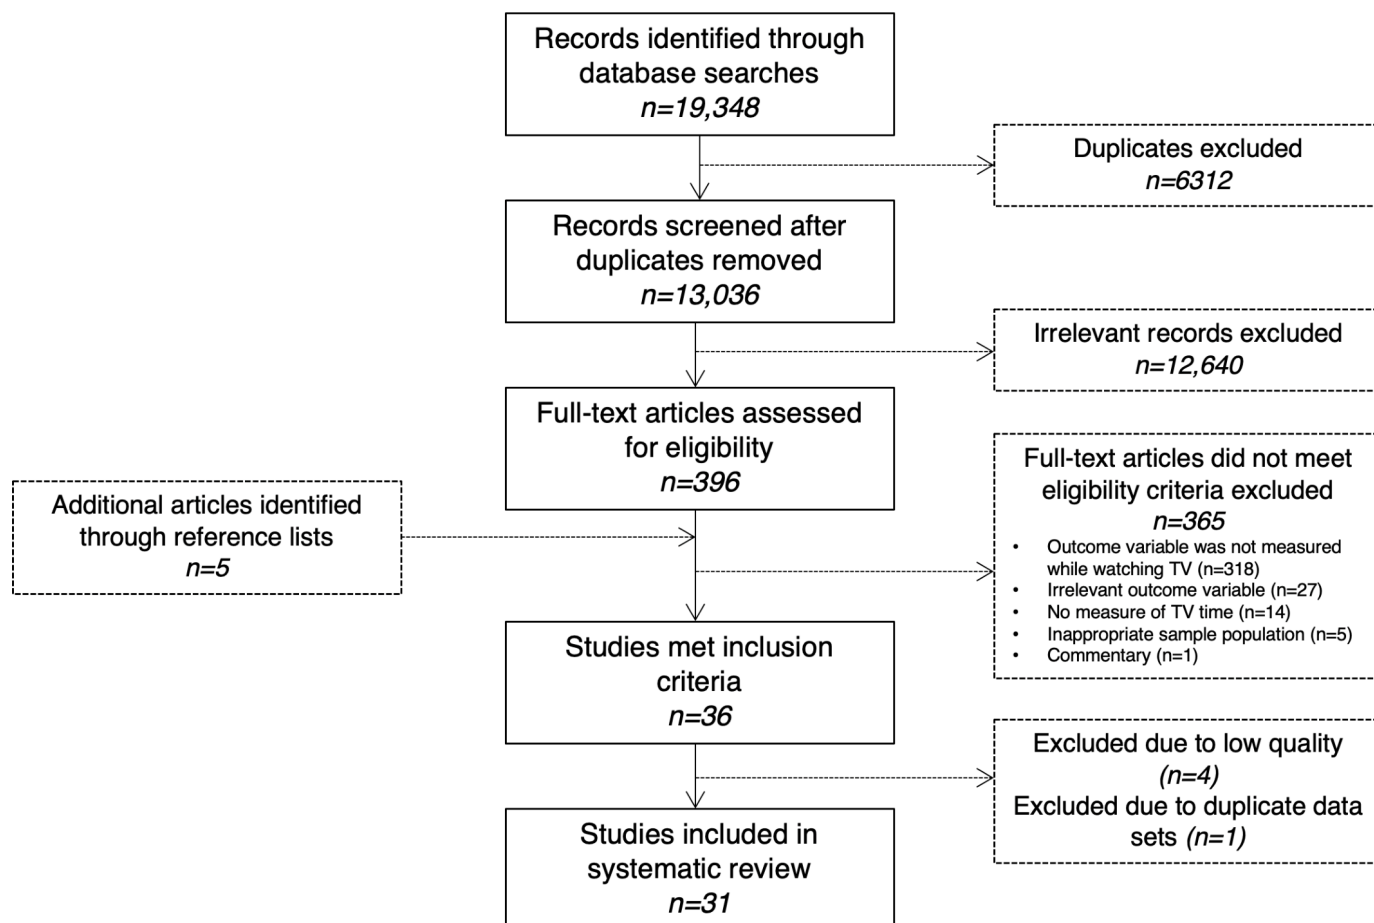 Records identified through
database searches
n=19,348
Duplicates excluded
n=6312
Records screened after
duplicates removed
n=13,036
Irrelevant records excluded
n=12,640
Full-text articles assessed
for eligibility
n=396
Additional articles identified
through reference lists
n=5
Full-text articles did not meet
eligibility criteria excluded
n=365
• Outcome variable was not measured
while watching TV (n=318)
• Irrelevant outcome variable (n=27)
• No measure of TV time (n=14)
• Inappropriate sample population (n=5)
• Commentary (n=1)
Studies met inclusion
criteria
n=36
Excluded due to low quality
(n=4)
Excluded due to duplicate data
sets (n=1)
Studies included in
systematic review
n=31